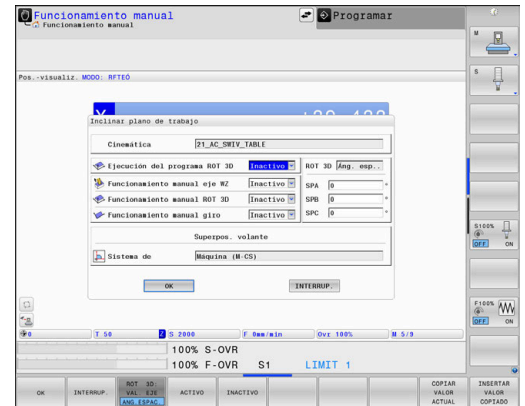 Funcionamiento manual
Funcionamiento manual
Programar
Pos.-visualiz. MODO: RFTEÓ
Inclinar plano de trabajo
Cinemática 21_AC_SWIV_TABLE
Ejecución del programa ROT 3D Inactivo ROT 3D Áng. esp..
Funcionamiento manual eje WZ Inactivo SPA 0 °
Funcionamiento manual ROT 3D Inactivo SPB 0 °
Funcionamiento manual giro Inactivo SPC 0 °
Superpos. volante
Sistema de Máquina (M-CS)
OK INTERRUP.
0 T 50 Z S 2000 F 0mm/min Ovr 100% M 5/9
100% S-OVR
100% F-OVR S1 LIMIT 1
M
S
S100%
OFF ON
F100%
OFF ON
OK
INTERRUP.
ROT 3D:
VAL EJE
ANG.ESPAC.
ACTIVO
INACTIVO
COPIAR
VALOR
ACTUAL
INSERTAR
VALOR
COPIADO